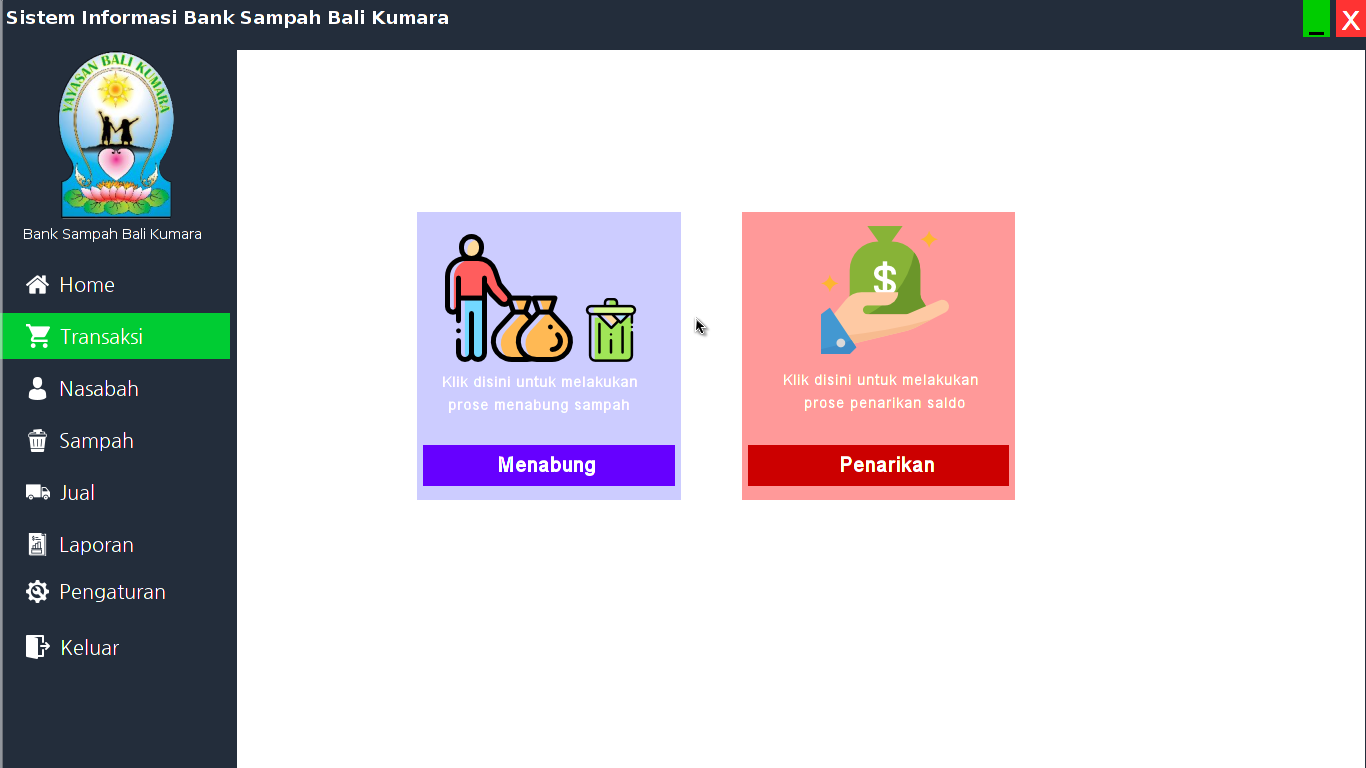 Sistem Informasi Bank Sampah Bali Kumara
_
X
YAYASAN BALI KUMARA
Bank Sampah Bali Kumara
Home
Transaksi
Nasabah
Sampah
Jual
Laporan
Pengaturan
Keluar
$
Klik disini untuk melakukan
prose menabung sampah
Menabung
Klik disini untuk melakukan
prose penarikan saldo
Penarikan